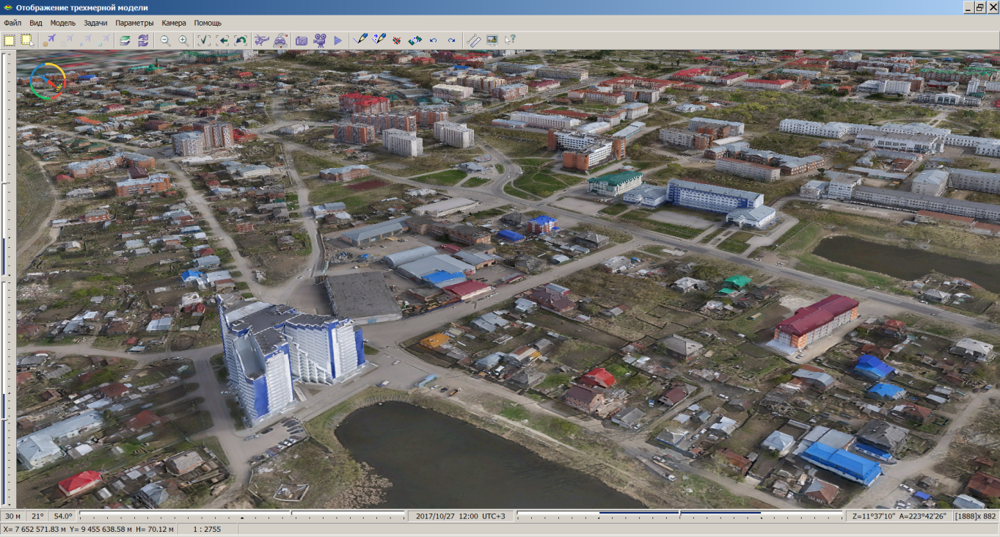 Отображение трехмерной модели
Файл Вид Модель Задачи Параметры Камера Помощь
30 м 21° 54.0° 2017/10/27 12:00 UTC+3 Z=11°37'10" A=223°42'26" [1888]x 882
X= 7 652 571.83 м Y= 9 455 638.58 м H= 70.12 м 1 : 2755